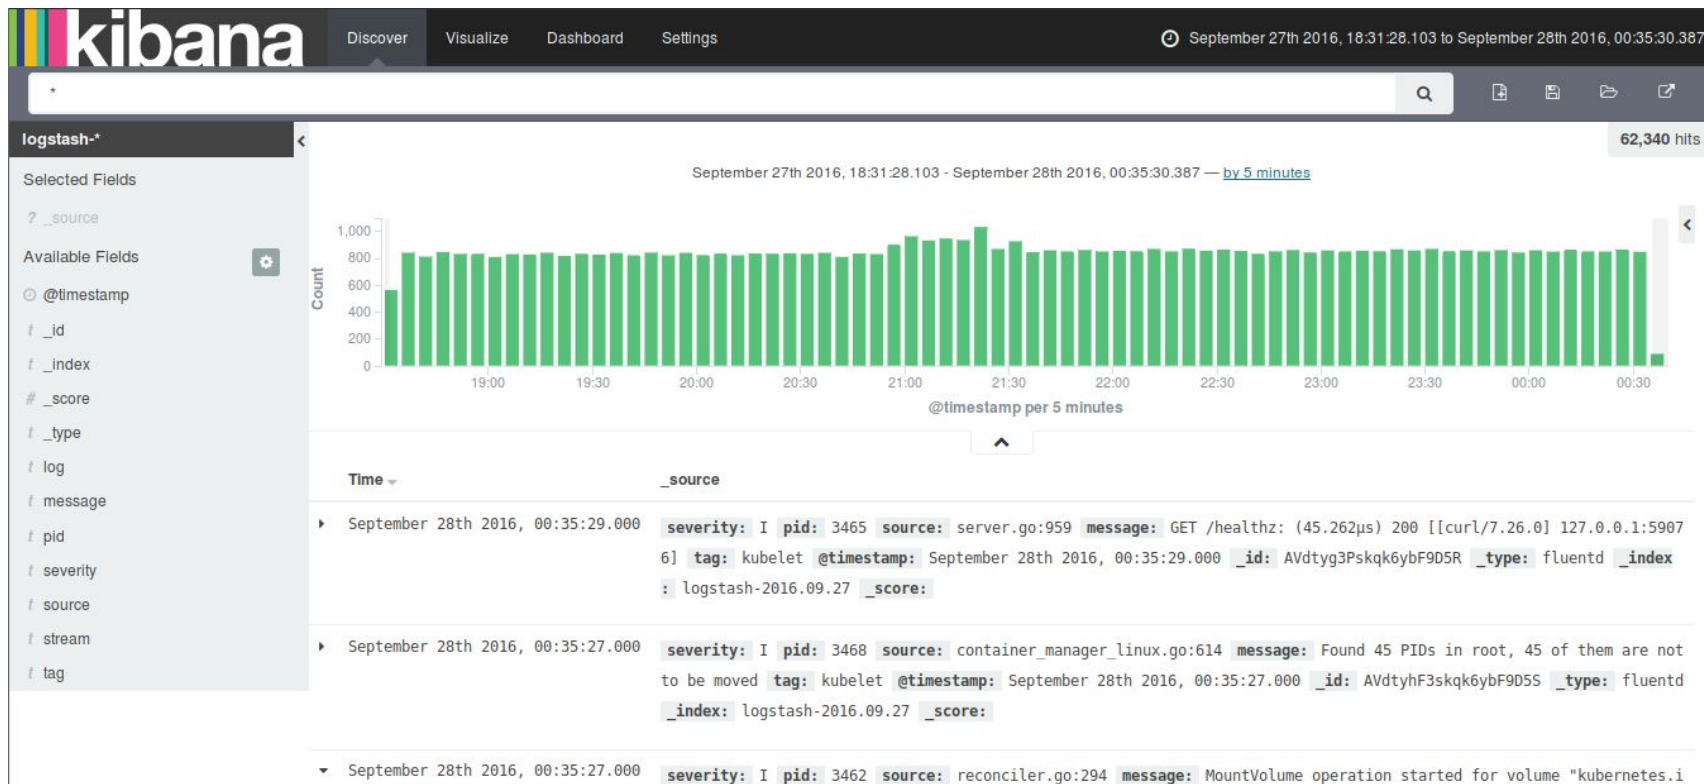 kibana Discover Visualize Dashboard Settings September 27th 2016, 18:31:28.103 to September 28th 2016, 00:35:30.387
*
logstash-*
62,340 hits
Selected Fields
? _source
Available Fields
@timestamp
t _id
t _index
# _score
t _type
t log
t message
t pid
t severity
t source
t stream
t tag
September 27th 2016, 18:31:28.103 - September 28th 2016, 00:35:30.387 — by 5 minutes
Count
1,000
800
600
400
200
0
19:00 19:30 20:00 20:30 21:00 21:30 22:00 22:30 23:00 23:30 00:00 00:30
@timestamp per 5 minutes
Time _source
September 28th 2016, 00:35:29.000 severity: I pid: 3465 source: server.go:959 message: GET /healthz: (45.262µs) 200 [[curl/7.26.0] 127.0.0.1:5907
6] tag: kubelet @timestamp: September 28th 2016, 00:35:29.000 _id: AVdtyg3Pskqk6ybF9D5R _type: fluentd _index
: logstash-2016.09.27 _score:
September 28th 2016, 00:35:27.000 severity: I pid: 3468 source: container_manager_linux.go:614 message: Found 45 PIDs in root, 45 of them are not
to be moved tag: kubelet @timestamp: September 28th 2016, 00:35:27.000 _id: AVdtyhF3skqk6ybF9D5S _type: fluentd
_index: logstash-2016.09.27 _score:
September 28th 2016, 00:35:27.000 severity: I pid: 3462 source: reconciler.go:294 message: MountVolume operation started for volume "kubernetes.i